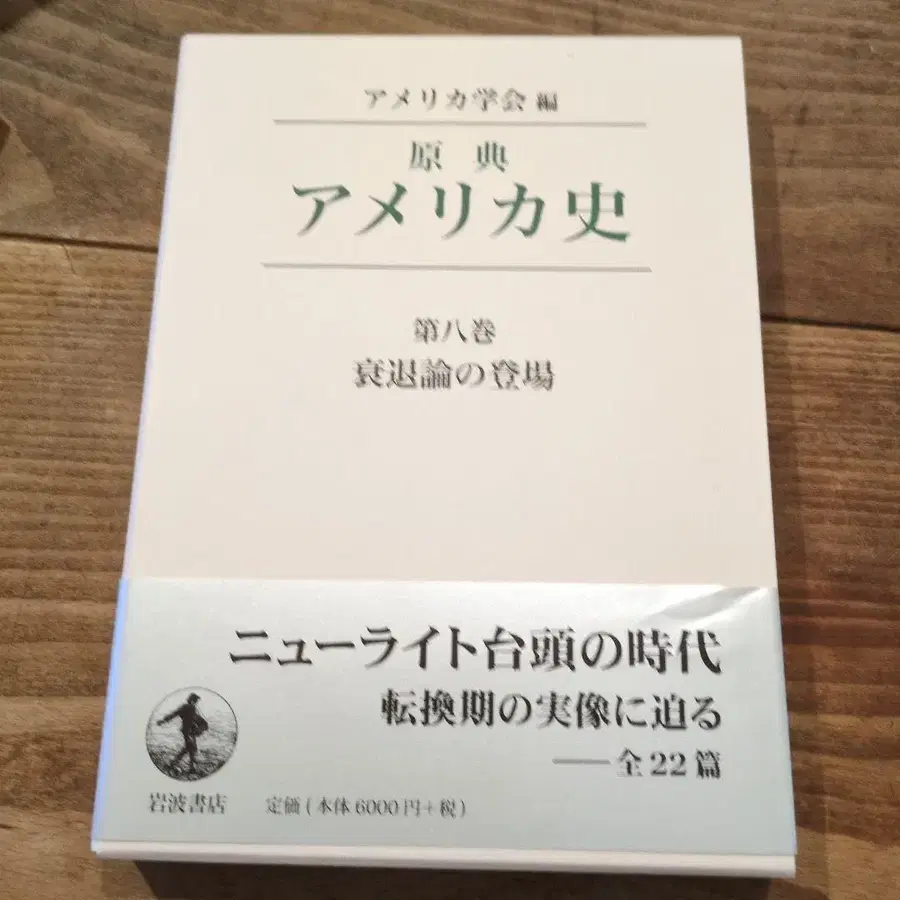 アメリカ学会 編
原典
アメリカ史
第八巻
衰退論の登場
ニューライト台頭の時代
転換期の実像に迫る
──全22篇
岩波書店
定価(本体6000円+税)